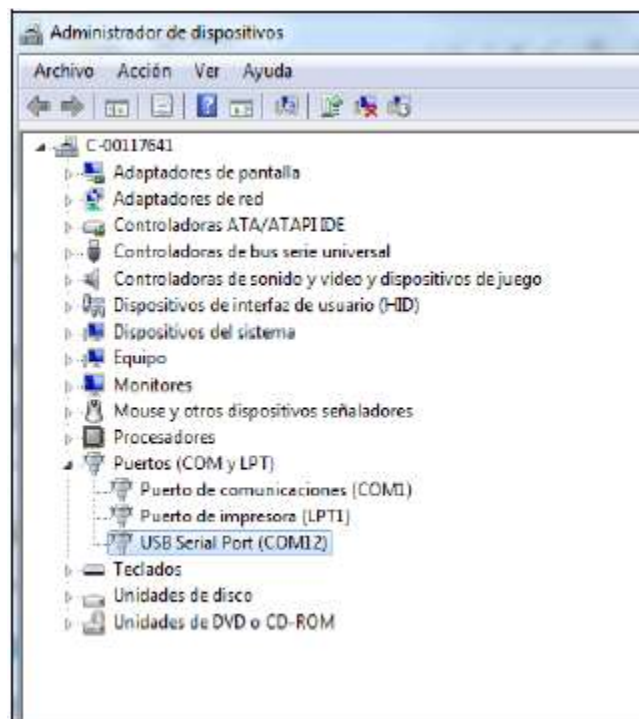 Administrador de dispositivos
Archivo Acción Ver Ayuda
C-00117641
Adaptadores de pantalla
Adaptadores de red
Controladoras ATA/ATAPI IDE
Controladoras de bus serie universal
Controladoras de sonido y video y dispositivos de juego
Dispositivos de interfaz de usuario (HID)
Dispositivos del sistema
Equipo
Monitores
Mouse y otros dispositivos señaladores
Procesadores
Puertos (COM y LPT)
Puerto de comunicaciones (COM1)
Puerto de impresora (LPT1)
USB Serial Port (COM12)
Teclados
Unidades de disco
Unidades de DVD o CD-ROM